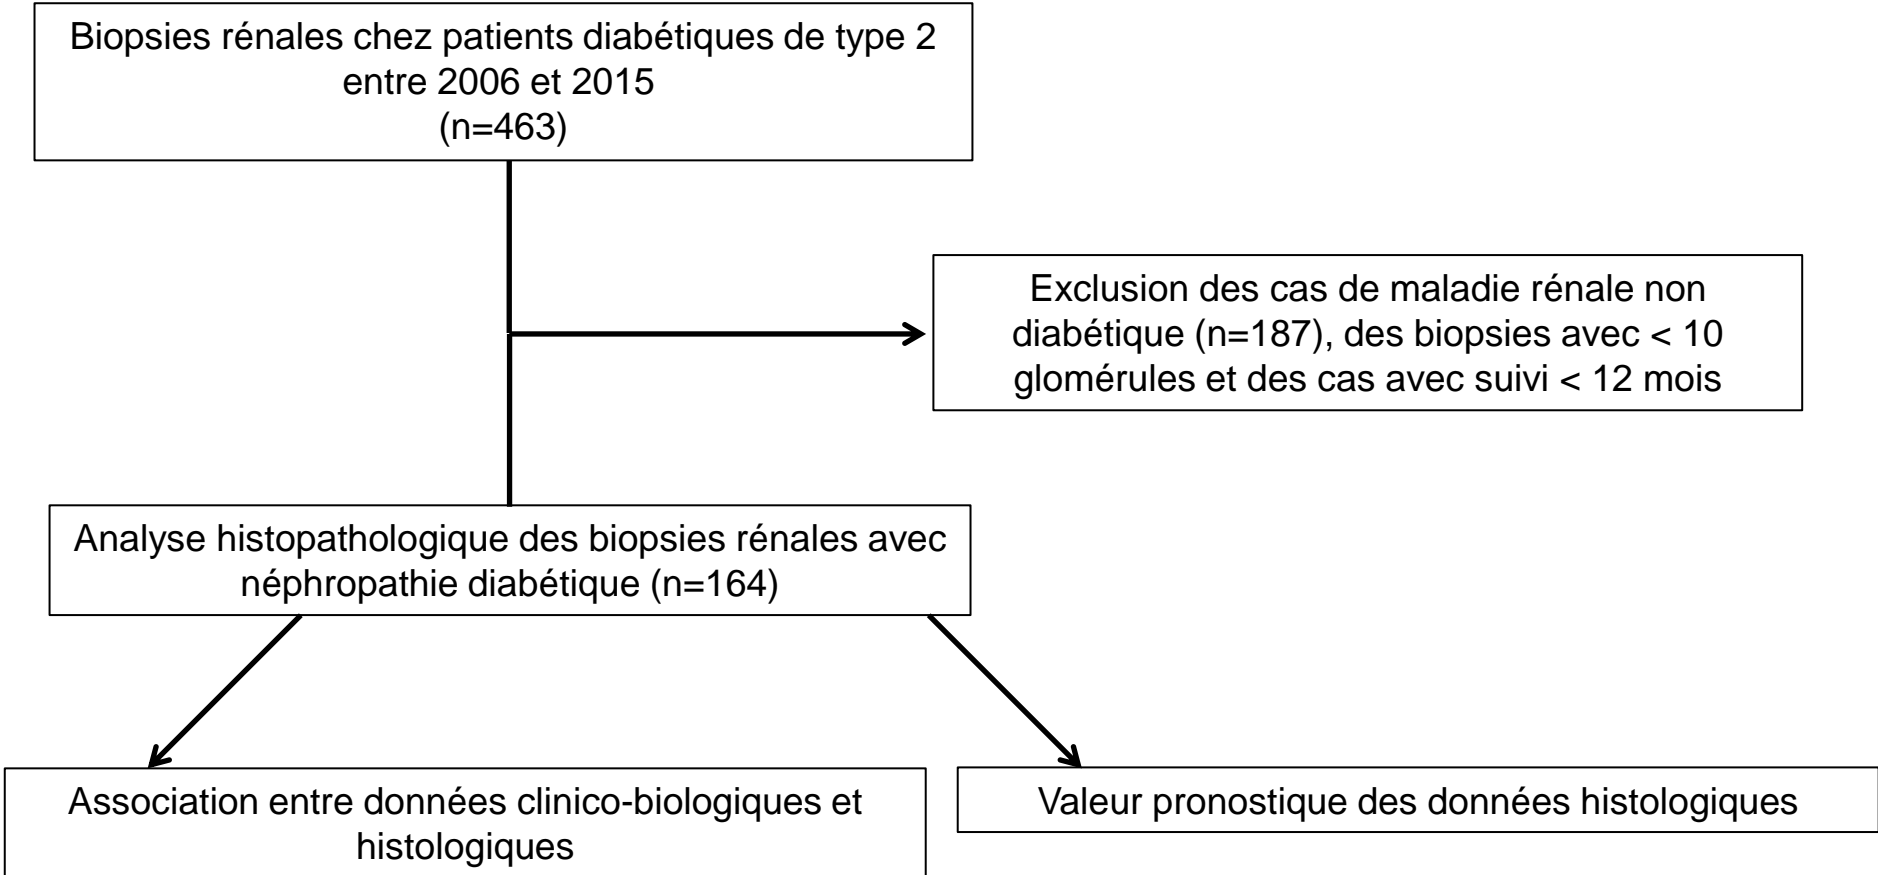 Biopsies rénales chez patients diabétiques de type 2
entre 2006 et 2015
(n=463)
Exclusion des cas de maladie rénale non
diabétique (n=187), des biopsies avec < 10
glomérules et des cas avec suivi < 12 mois
Analyse histopathologique des biopsies rénales avec
néphropathie diabétique (n=164)
Association entre données clinico-biologiques et
histologiques
Valeur pronostique des données histologiques